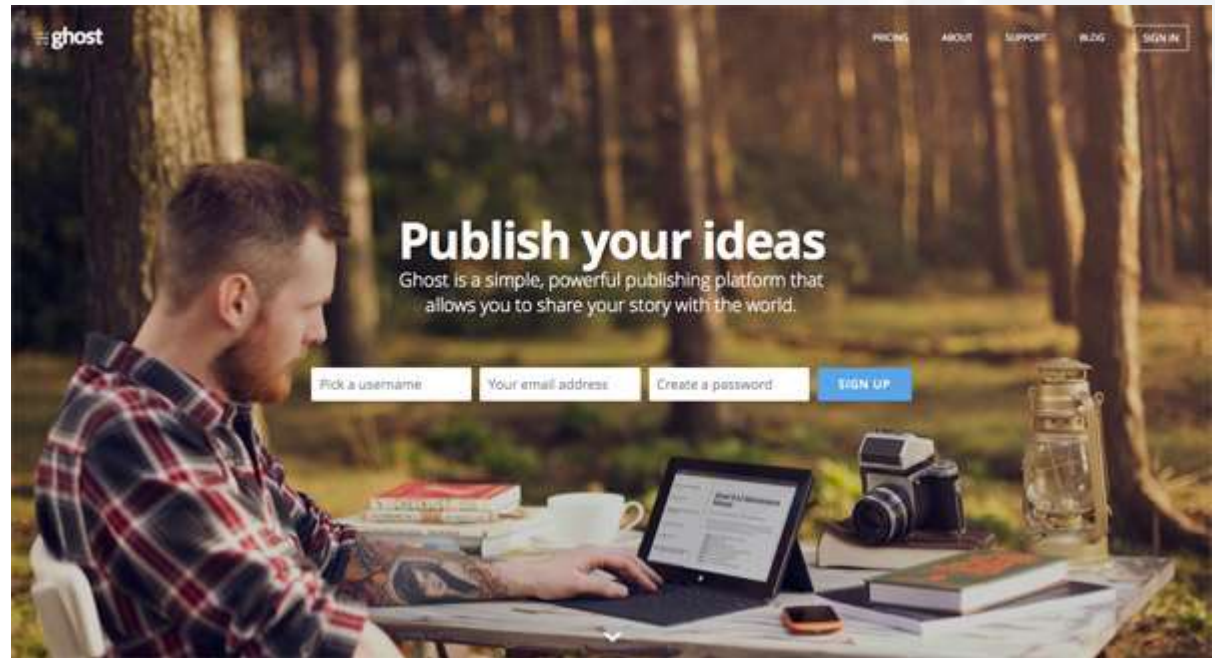 ghost
PRICING ABOUT SUPPORT BLOG SIGN IN
Publish your ideas
Ghost is a simple, powerful publishing platform that
allows you to share your story with the world.
Pick a username Your email address Create a password SIGN UP